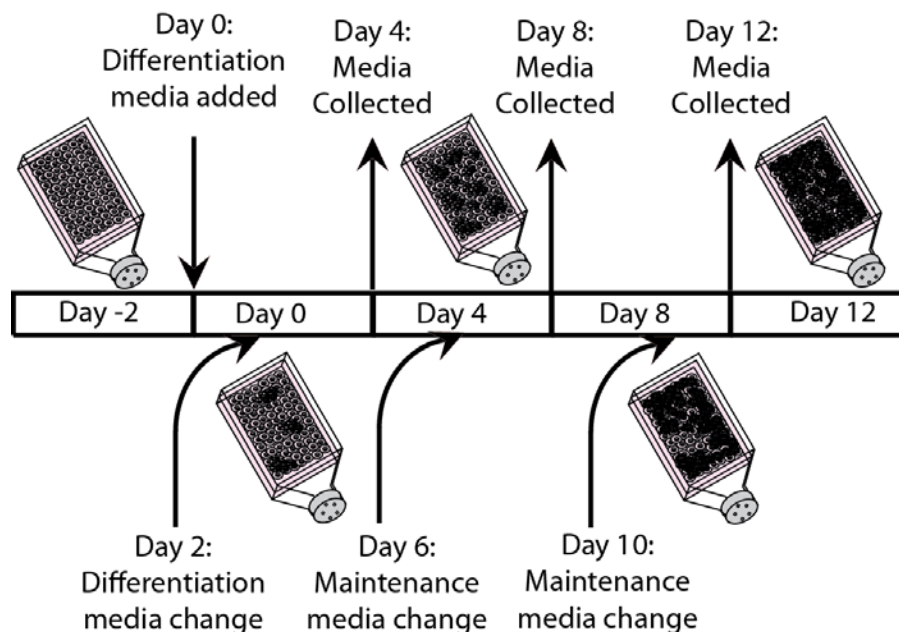 Day 0:
Differentiation
media added
Day 4:
Media
Collected
Day 8:
Media
Collected
Day 12:
Media
Collected
Day -2
Day 0
Day 4
Day 8
Day 12
Day 2:
Differentiation
media change
Day 6:
Maintenance
media change
Day 10:
Maintenance
media change